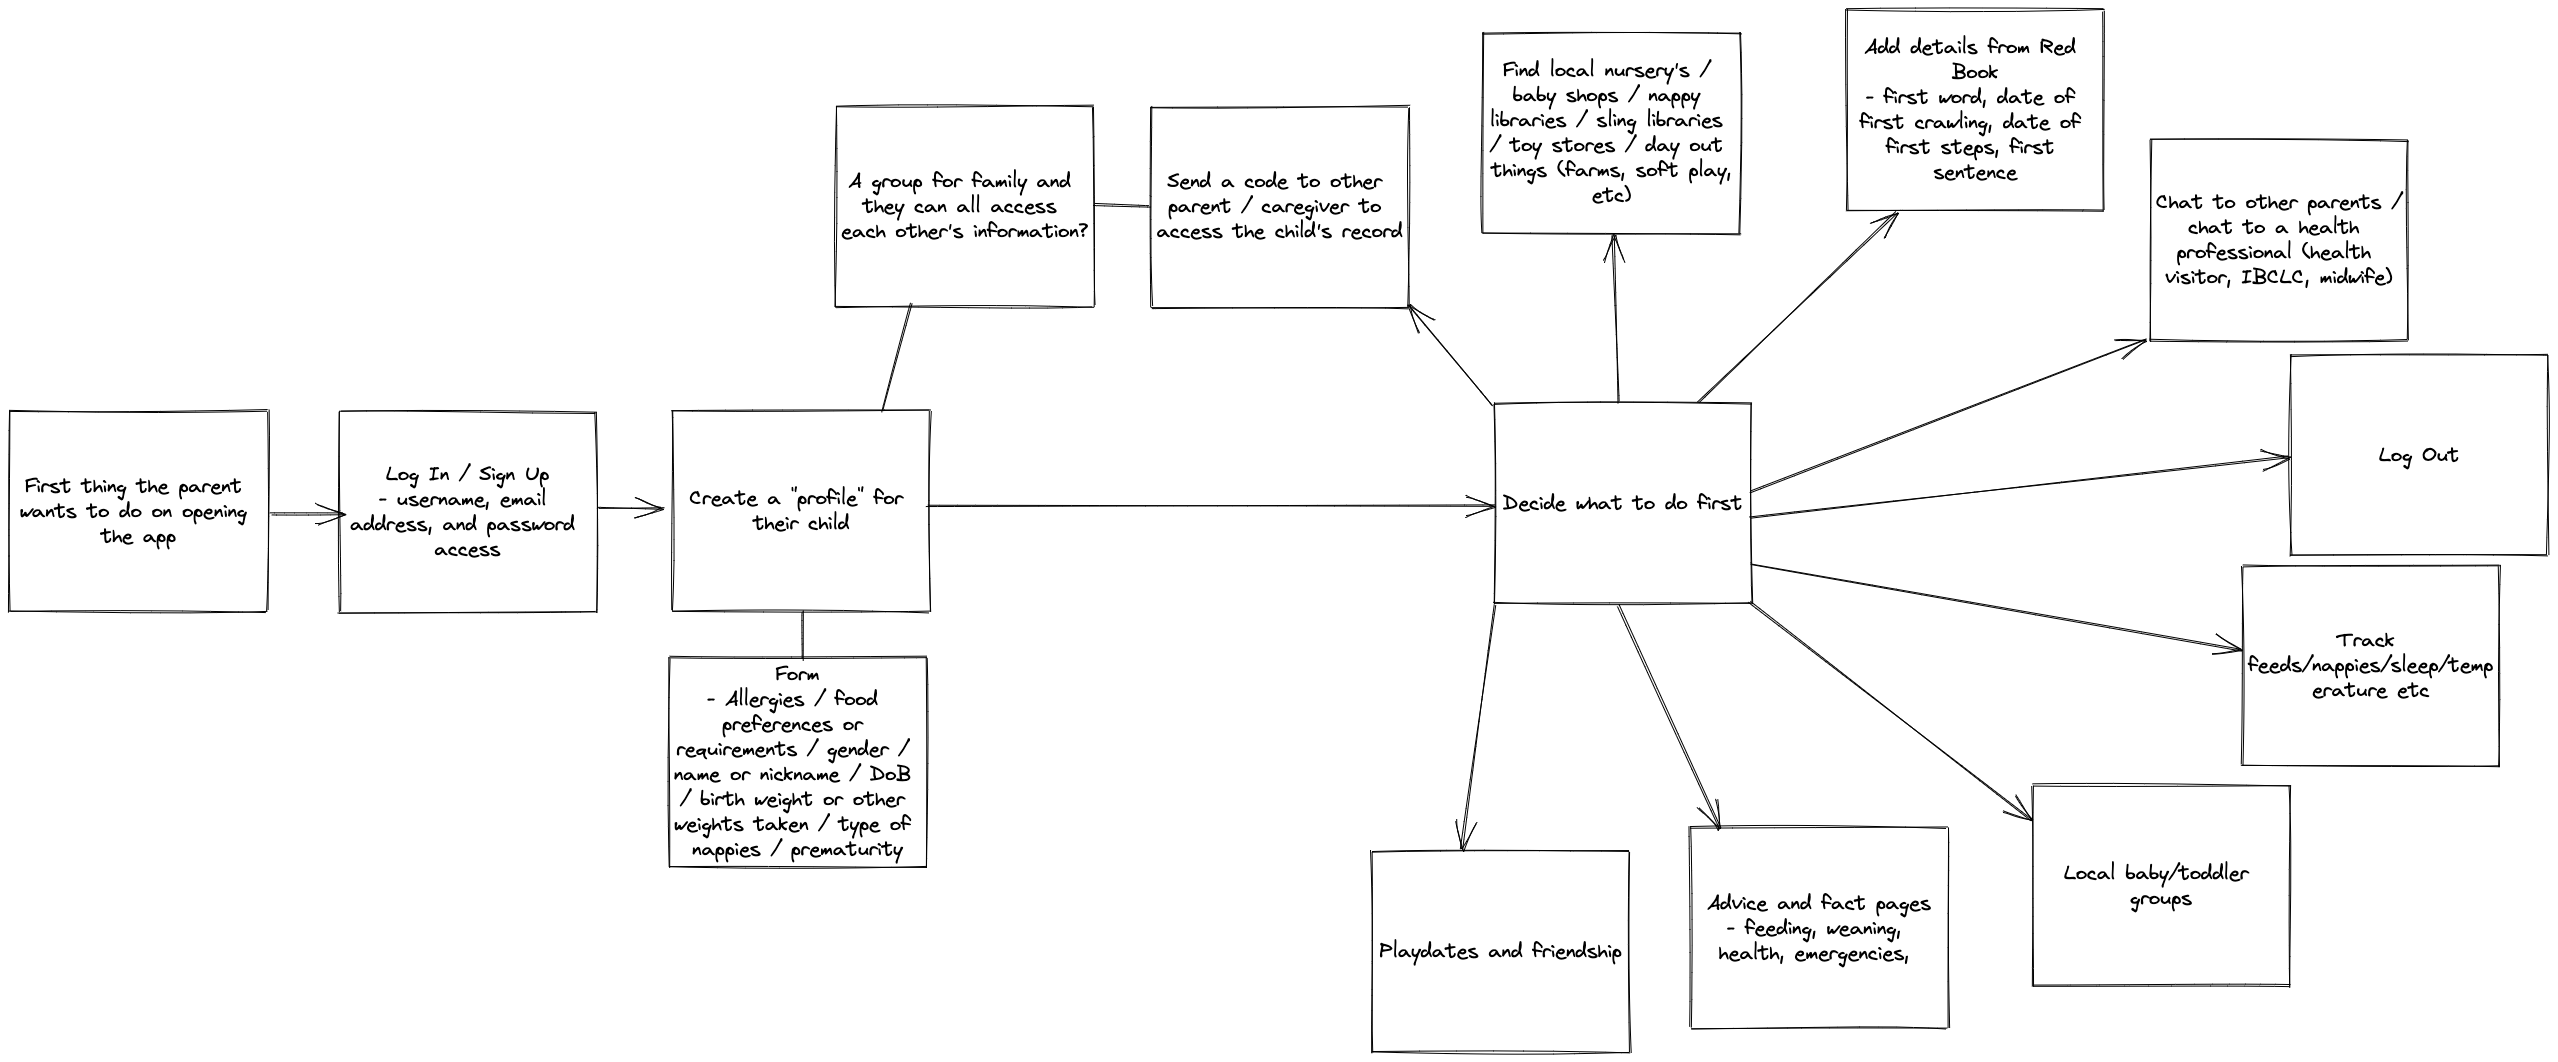 First thing the parent
wants to do on opening
the app
Log In / Sign Up
- username, email
address, and password
access
Create a "profile" for
their child
Form
- Allergies / food
preferences or
requirements / gender /
name or nickname / DoB
/ birth weight or other
weights taken / type of
nappies / prematurity
A group for family and
they can all access
each other's information?
Send a code to other
parent / caregiver to
access the child's record
Decide what to do first
Find local nursery's /
baby shops / nappy
libraries / sling libraries
/ toy stores / day out
things (farms, soft play,
etc)
Add details from Red
Book
- first word, date of
first crawling, date of
first steps, first
sentence
Chat to other parents /
chat to a health
professional (health
visitor, IBCLC, midwife)
Log Out
Track
feeds/nappies/sleep/temp
erature etc
Local baby/toddler
groups
Advice and fact pages
- feeding, weaning,
health, emergencies,
Playdates and friendship